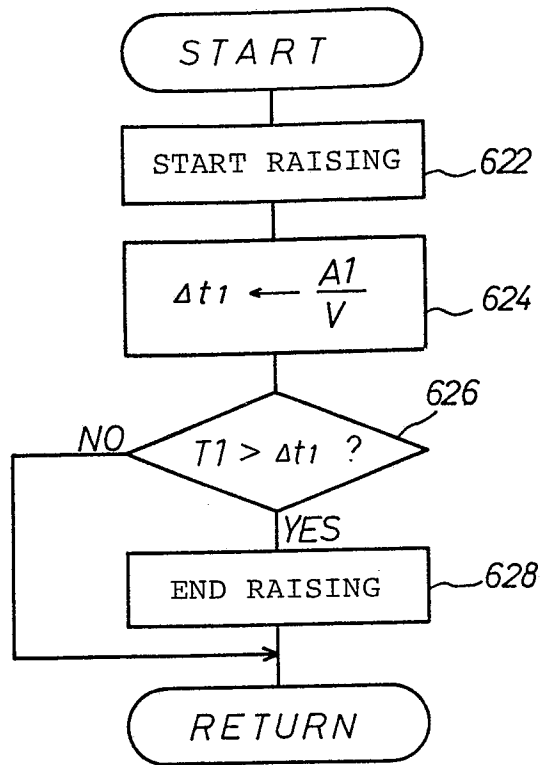 START
START RAISING
622
Δt1 ← A1/V
624
626
T1 > Δt1 ?
NO
YES
END RAISING
628
RETURN